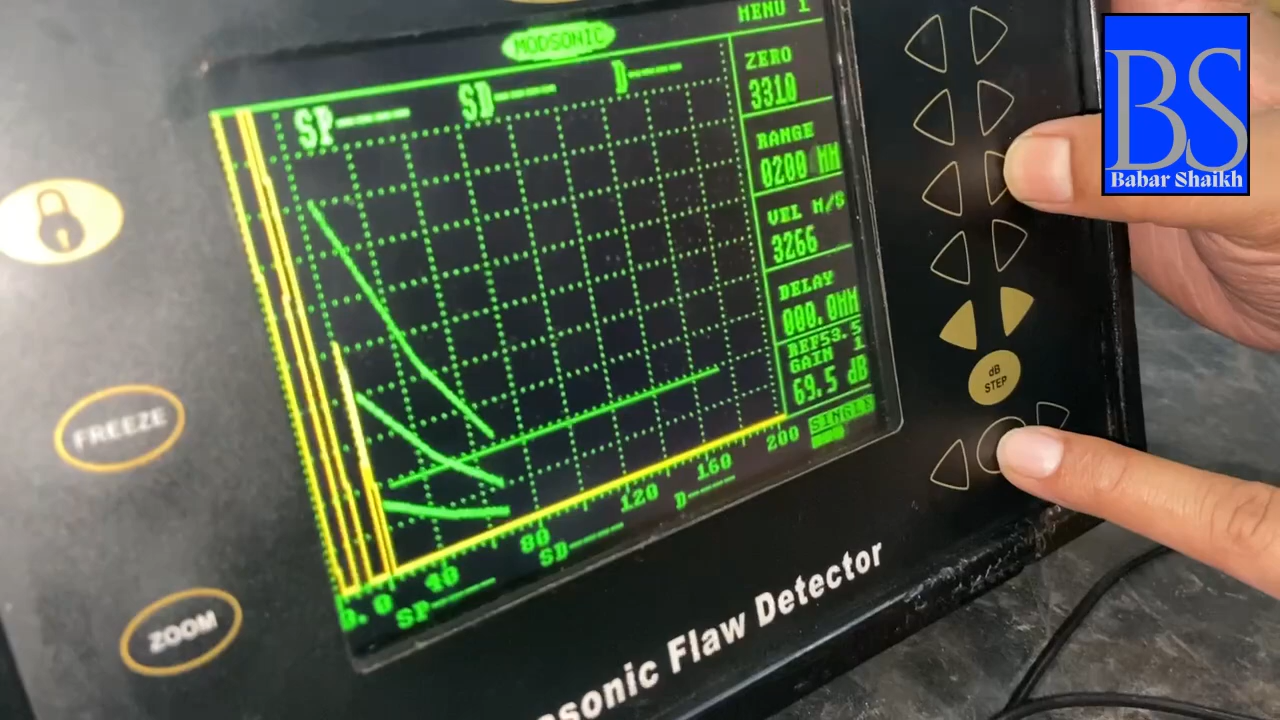 MODSONIC
MENU 1
SP----
SD----
D----
ZERO
3310
RANGE
0200 MM
VEL M/S
3266
DELAY
000.0MM
REF53.5
GAIN 1
69.5 dB
SINGLE
0.0 40 80 120 160 200
SP---- SD---- D----
FREEZE
ZOOM
dB
STEP
asonic Flaw Detector
BS
Babar Shaikh